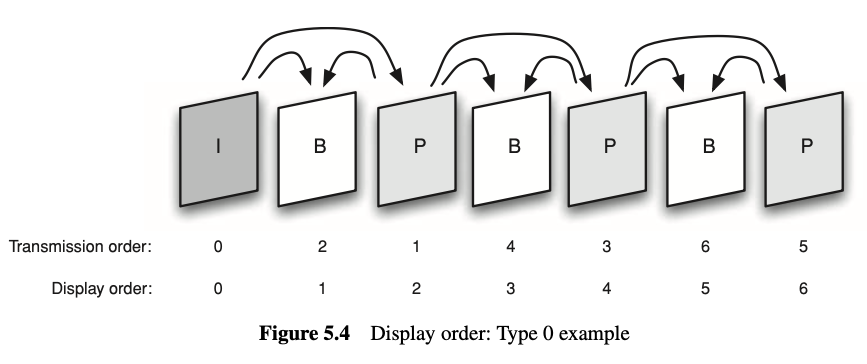 I B P B P B P
Transmission order: 0 2 1 4 3 6 5
Display order: 0 1 2 3 4 5 6
Figure 5.4 Display order: Type 0 example